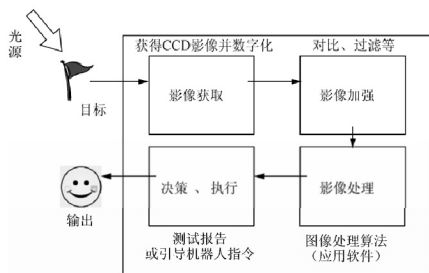 光
源
获得CCD影像并数字化
对比、过滤等
影像获取
影像加强
目标
决策 、执行
影像处理
输出
测试报告
或引导机器人指令
图像处理算法
（应用软件）